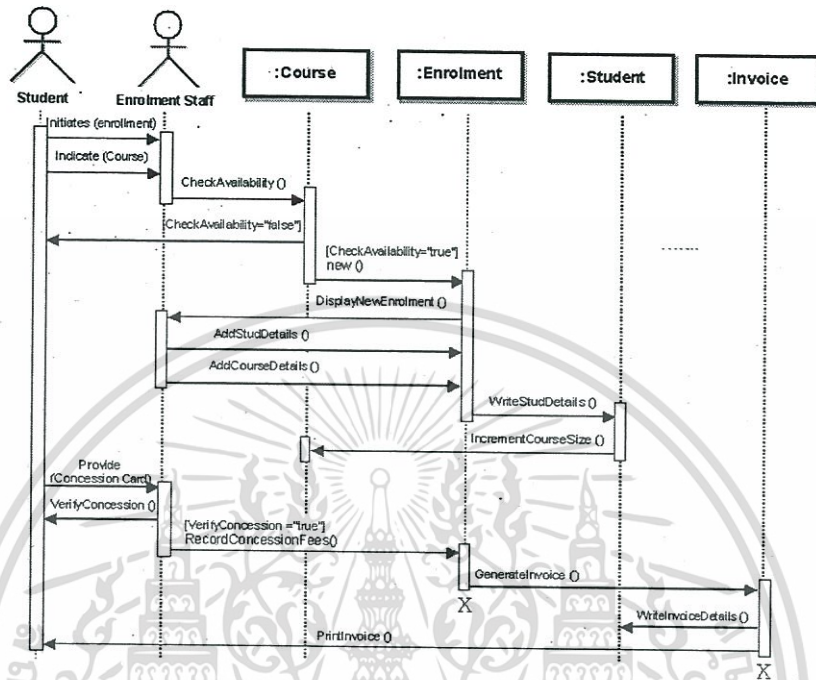 Student
Enrolment Staff
:Course
:Enrolment
:Student
:Invoice
Initiates (enrollment)
Indicate (Course)
CheckAvailability ()
[CheckAvailability="false"]
[CheckAvailability="true"]
new ()
DisplayNewEnrolment ()
AddStudDetails ()
AddCourseDetails ()
WriteStudDetails ()
IncrementCourseSize ()
Provide
(Concession Card)
VerifyConcession ()
[VerifyConcession ="true"]
RecordConcessionFees()
GenerateInvoice ()
X
WriteInvoiceDetails ()
PrintInvoice ()
X